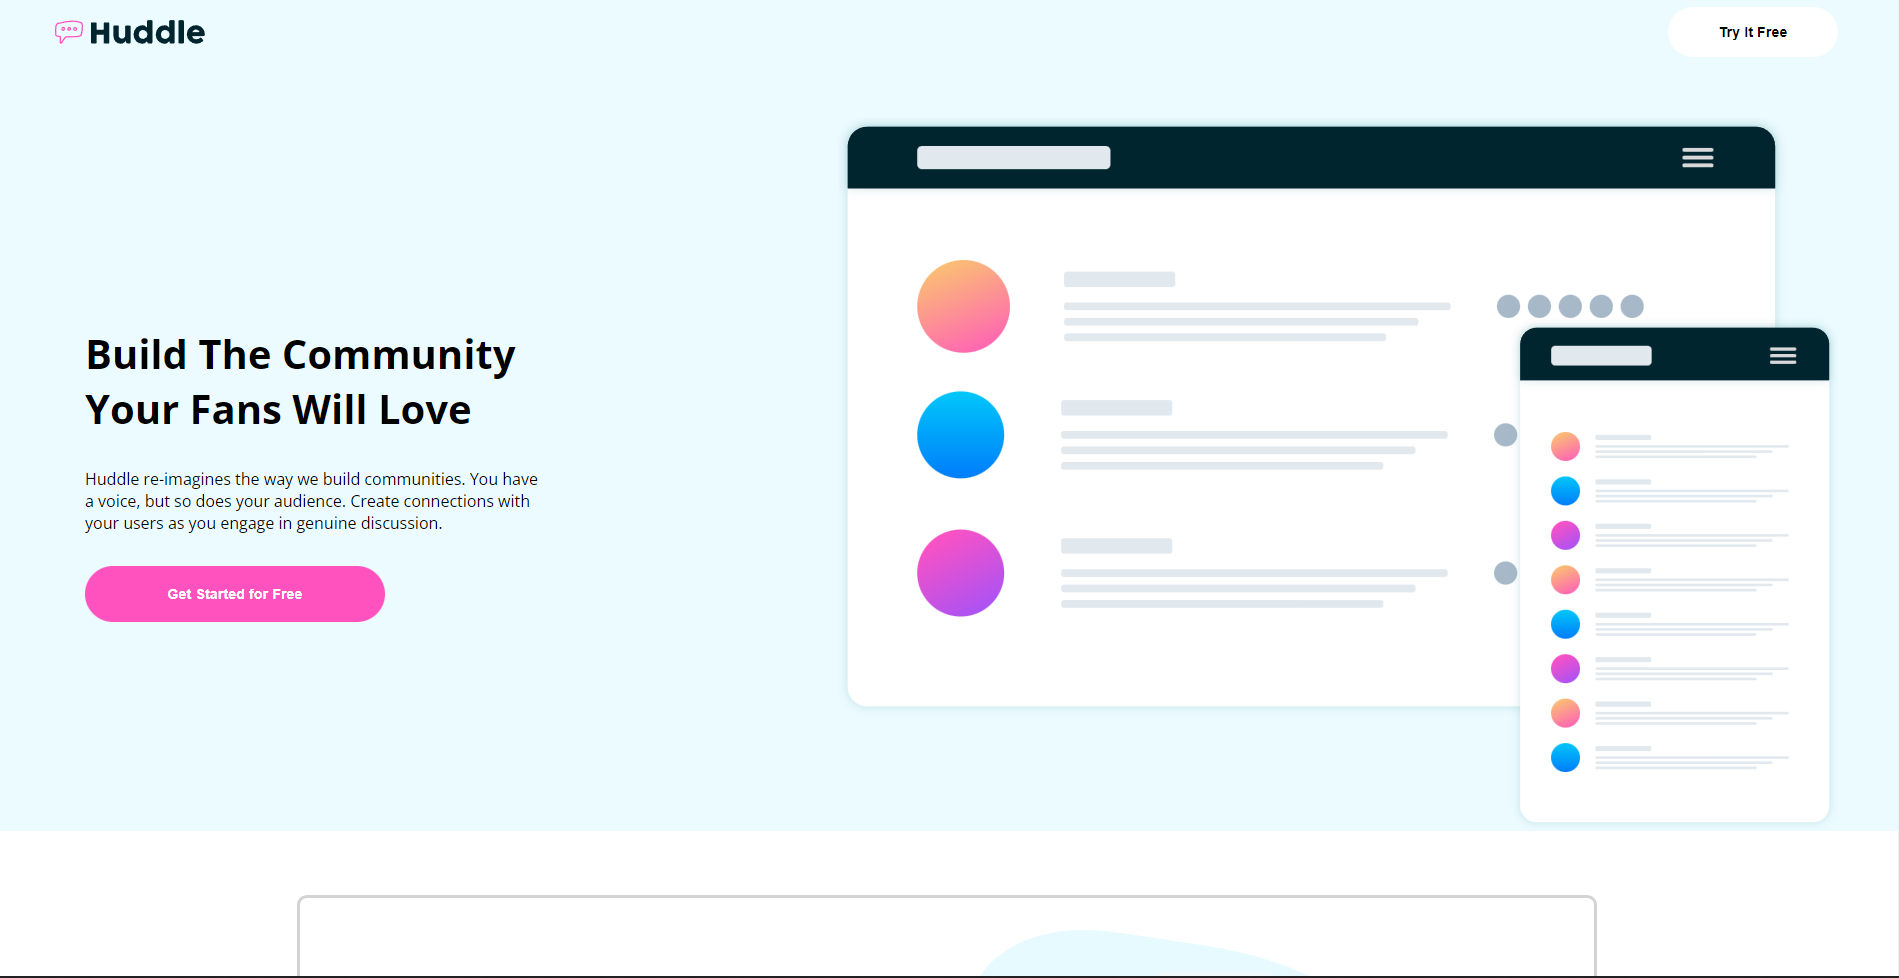 Huddle
Try It Free
Build The Community
Your Fans Will Love
Huddle re-imagines the way we build communities. You have
a voice, but so does your audience. Create connections with
your users as you engage in genuine discussion.
Get Started for Free